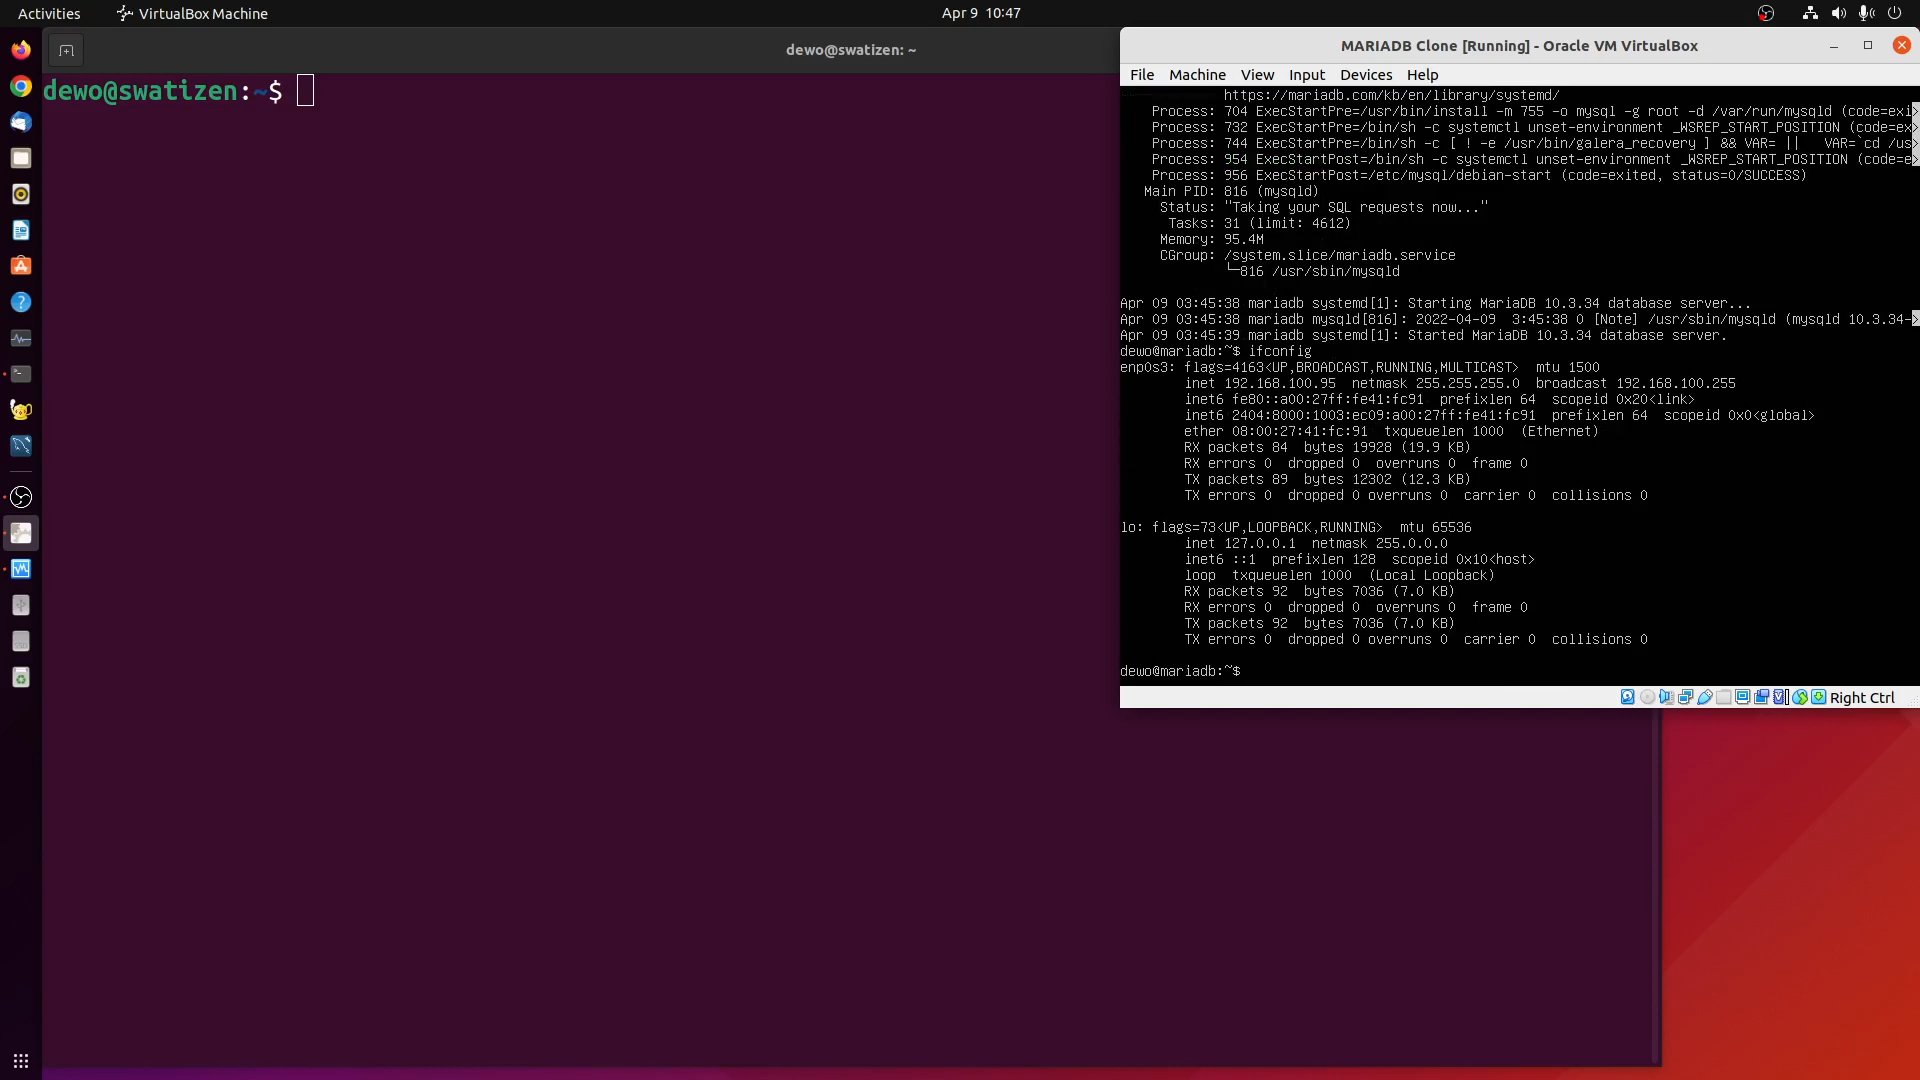 Activities
VirtualBox Machine
Apr 9 10:47
dewo@swatizen: ~
dewo@swatizen:~$
MARIADB Clone [Running] - Oracle VM VirtualBox
File Machine View Input Devices Help
https://mariadb.com/kb/en/library/systemd/
Process: 704 ExecStartPre=/usr/bin/install -m 755 -o mysql -g root -d /var/run/mysqld (code=exi>
Process: 732 ExecStartPre=/bin/sh -c systemctl unset-environment _WSREP_START_POSITION (code=ex>
Process: 744 ExecStartPre=/bin/sh -c [ ! -e /usr/bin/galera_recovery ] && VAR= || VAR=`cd /us>
Process: 954 ExecStartPost=/bin/sh -c systemctl unset-environment _WSREP_START_POSITION (code=e>
Process: 956 ExecStartPost=/etc/mysql/debian-start (code=exited, status=0/SUCCESS)
Main PID: 816 (mysqld)
Status: "Taking your SQL requests now..."
Tasks: 31 (limit: 4612)
Memory: 95.4M
CGroup: /system.slice/mariadb.service
└─816 /usr/sbin/mysqld
Apr 09 03:45:38 mariadb systemd[1]: Starting MariaDB 10.3.34 database server...
Apr 09 03:45:38 mariadb mysqld[816]: 2022-04-09 3:45:38 0 [Note] /usr/sbin/mysqld (mysqld 10.3.34->
Apr 09 03:45:39 mariadb systemd[1]: Started MariaDB 10.3.34 database server.
dewo@mariadb:~$ ifconfig
enp0s3: flags=4163<UP,BROADCAST,RUNNING,MULTICAST> mtu 1500
inet 192.168.100.95 netmask 255.255.255.0 broadcast 192.168.100.255
inet6 fe80::a00:27ff:fe41:fc91 prefixlen 64 scopeid 0x20<link>
inet6 2404:8000:1003:ec09:a00:27ff:fe41:fc91 prefixlen 64 scopeid 0x0<global>
ether 08:00:27:41:fc:91 txqueuelen 1000 (Ethernet)
RX packets 84 bytes 19928 (19.9 KB)
RX errors 0 dropped 0 overruns 0 frame 0
TX packets 89 bytes 12302 (12.3 KB)
TX errors 0 dropped 0 overruns 0 carrier 0 collisions 0
lo: flags=73<UP,LOOPBACK,RUNNING> mtu 65536
inet 127.0.0.1 netmask 255.0.0.0
inet6 ::1 prefixlen 128 scopeid 0x10<host>
loop txqueuelen 1000 (Local Loopback)
RX packets 92 bytes 7036 (7.0 KB)
RX errors 0 dropped 0 overruns 0 frame 0
TX packets 92 bytes 7036 (7.0 KB)
TX errors 0 dropped 0 overruns 0 carrier 0 collisions 0
dewo@mariadb:~$
Right Ctrl